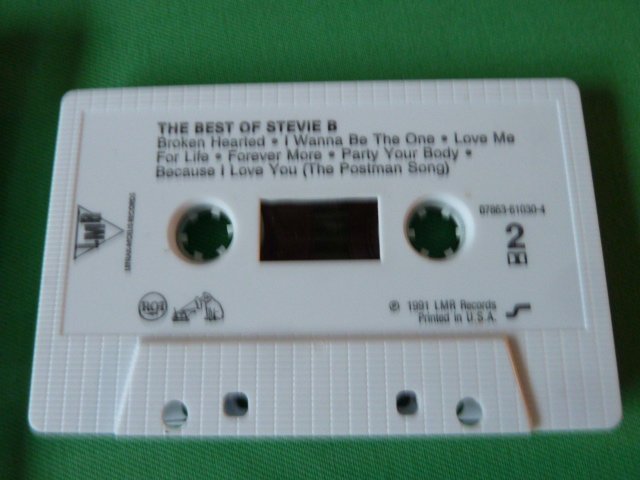 THE BEST OF STEVIE B
Broken Hearted • I Wanna Be The One • Love Me
For Life • Forever More • Party Your Body •
Because I Love You (The Postman Song)
07863-61030-4
LMR
2
RCA
℗ 1991 LMR Records
Printed in U.S.A.